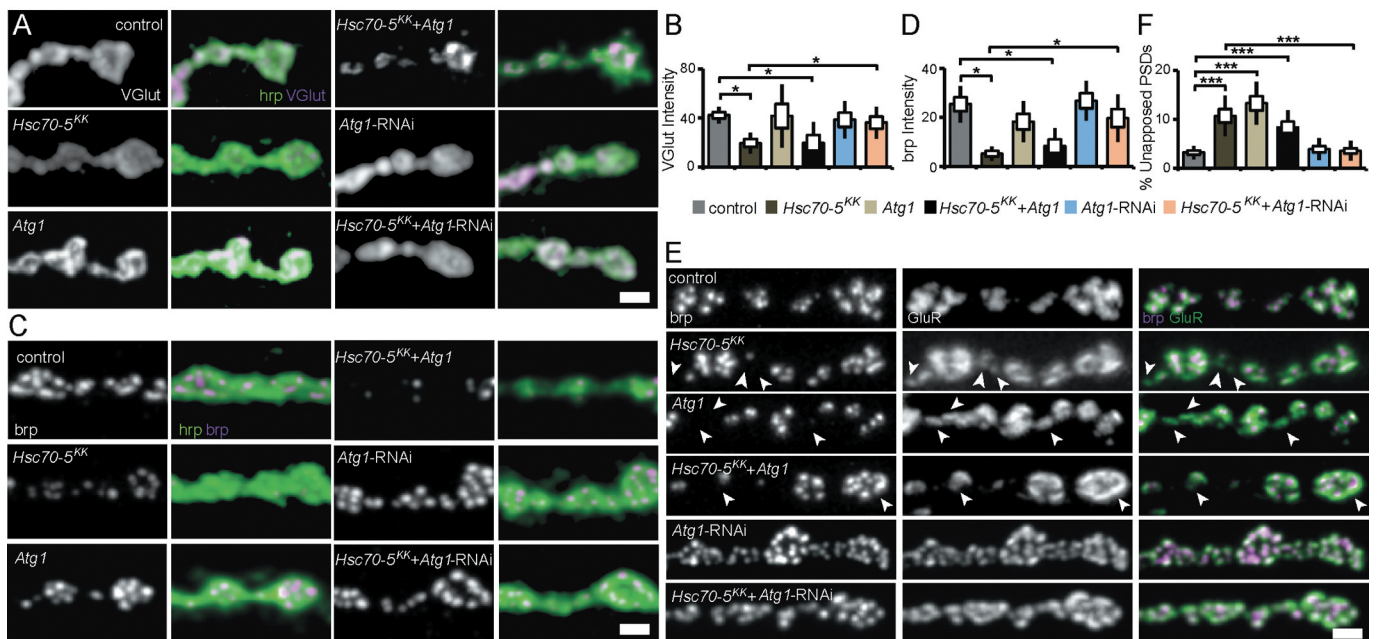 A
control
VGlut
hrp VGlut
Hsc70-5KK+Atg1
Hsc70-5KK
Atg1-RNAi
Atg1
Hsc70-5KK+Atg1-RNAi
B
VGlut Intensity
80
40
0
*
*
*
D
brp Intensity
40
20
0
*
*
*
F
% Unapposed PSDs
20
10
0
***
***
***
***
control
Hsc70-5KK
Atg1
Hsc70-5KK+Atg1
Atg1-RNAi
Hsc70-5KK+Atg1-RNAi
C
control
brp
hrp brp
Hsc70-5KK+Atg1
Hsc70-5KK
Atg1-RNAi
Atg1
Hsc70-5KK+Atg1-RNAi
E
control
brp
GluR
brp GluR
Hsc70-5KK
Atg1
Hsc70-5KK+Atg1
Atg1-RNAi
Hsc70-5KK+Atg1-RNAi